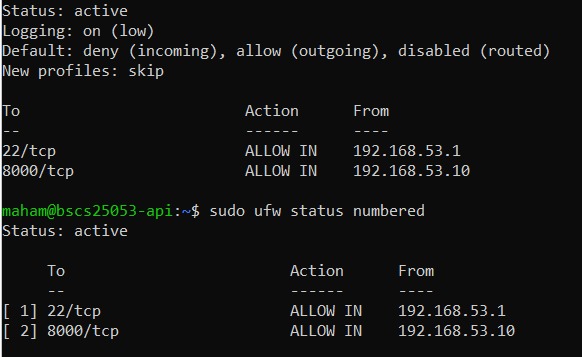 Status: active
Logging: on (low)
Default: deny (incoming), allow (outgoing), disabled (routed)
New profiles: skip
To                         Action      From
--                         ------      ----
22/tcp                     ALLOW IN    192.168.53.1
8000/tcp                   ALLOW IN    192.168.53.10
maham@bscs25053-api:~$ sudo ufw status numbered
Status: active
     To                         Action      From
     --                         ------      ----
[ 1] 22/tcp                     ALLOW IN    192.168.53.1
[ 2] 8000/tcp                   ALLOW IN    192.168.53.10